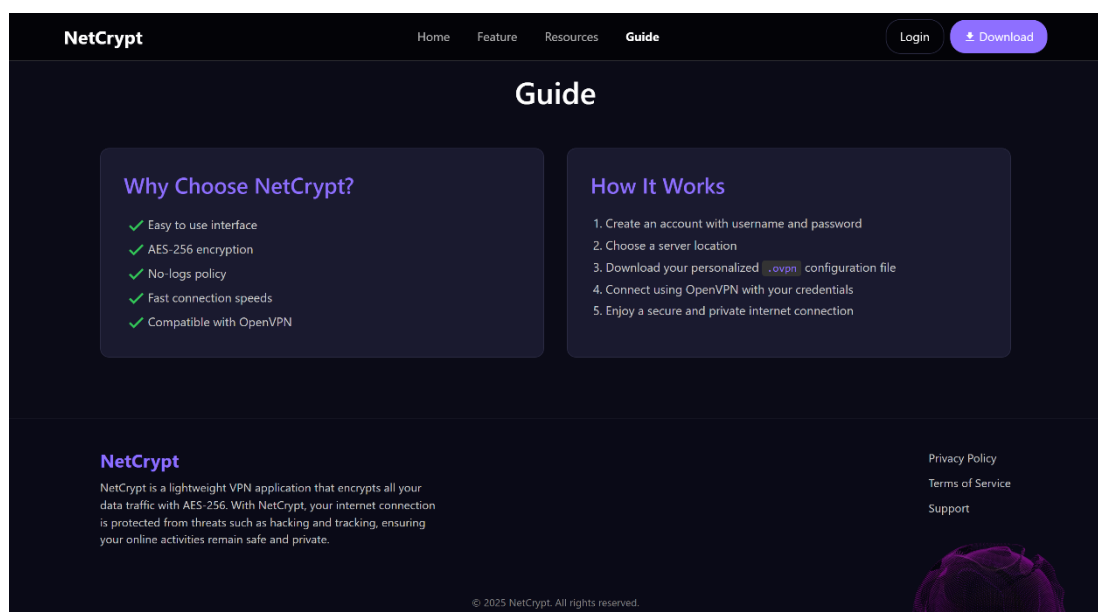 NetCrypt
Home
Feature
Resources
Guide
Login
Download
Guide
Why Choose NetCrypt?
Easy to use interface
AES-256 encryption
No-logs policy
Fast connection speeds
Compatible with OpenVPN
How It Works
1. Create an account with username and password
2. Choose a server location
3. Download your personalized .ovpn configuration file
4. Connect using OpenVPN with your credentials
5. Enjoy a secure and private internet connection
NetCrypt
NetCrypt is a lightweight VPN application that encrypts all your
data traffic with AES-256. With NetCrypt, your internet connection
is protected from threats such as hacking and tracking, ensuring
your online activities remain safe and private.
Privacy Policy
Terms of Service
Support
© 2025 NetCrypt. All rights reserved.